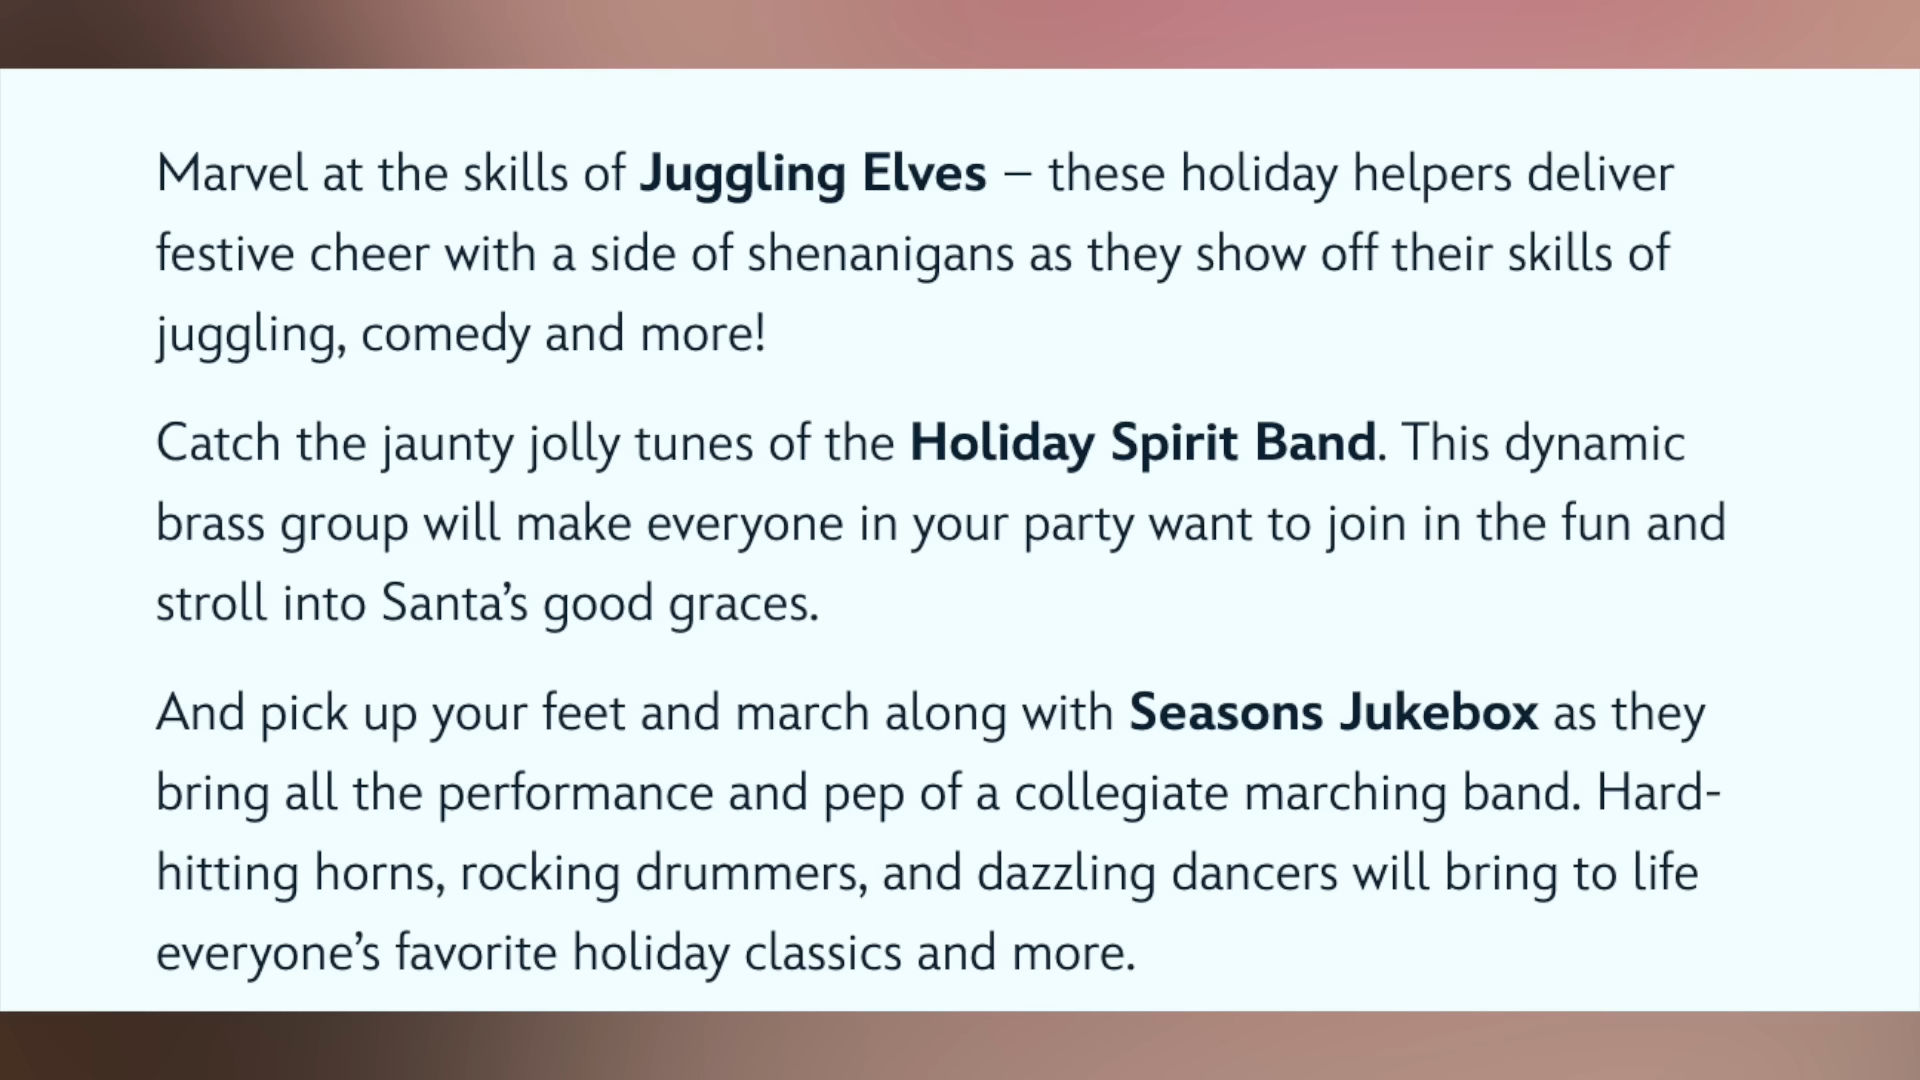 Marvel at the skills of Juggling Elves – these holiday helpers deliver
festive cheer with a side of shenanigans as they show off their skills of
juggling, comedy and more!
Catch the jaunty jolly tunes of the Holiday Spirit Band. This dynamic
brass group will make everyone in your party want to join in the fun and
stroll into Santa’s good graces.
And pick up your feet and march along with Seasons Jukebox as they
bring all the performance and pep of a collegiate marching band. Hard-
hitting horns, rocking drummers, and dazzling dancers will bring to life
everyone’s favorite holiday classics and more.